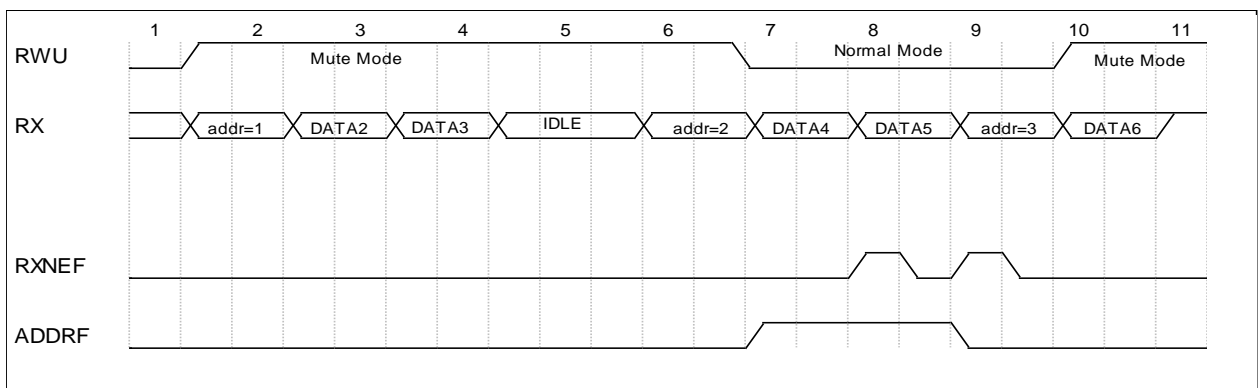 1 2 3 4 5 6 7 8 9 10 11
RWU Mute Mode Normal Mode Mute Mode
RX addr=1 DATA2 DATA3 IDLE addr=2 DATA4 DATA5 addr=3 DATA6
RXNEF
ADDRF